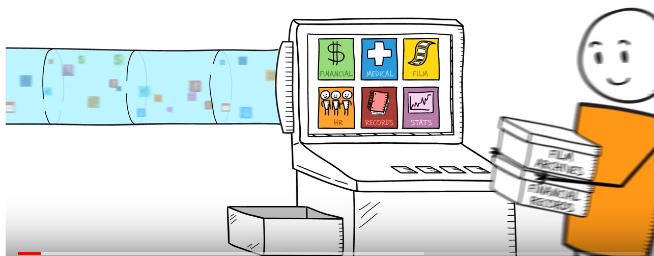 FINANCIAL
MEDICAL
FILM
HR
RECORDS
STATS
FILM
ARCHIVES
FINANCIAL
RECORDS